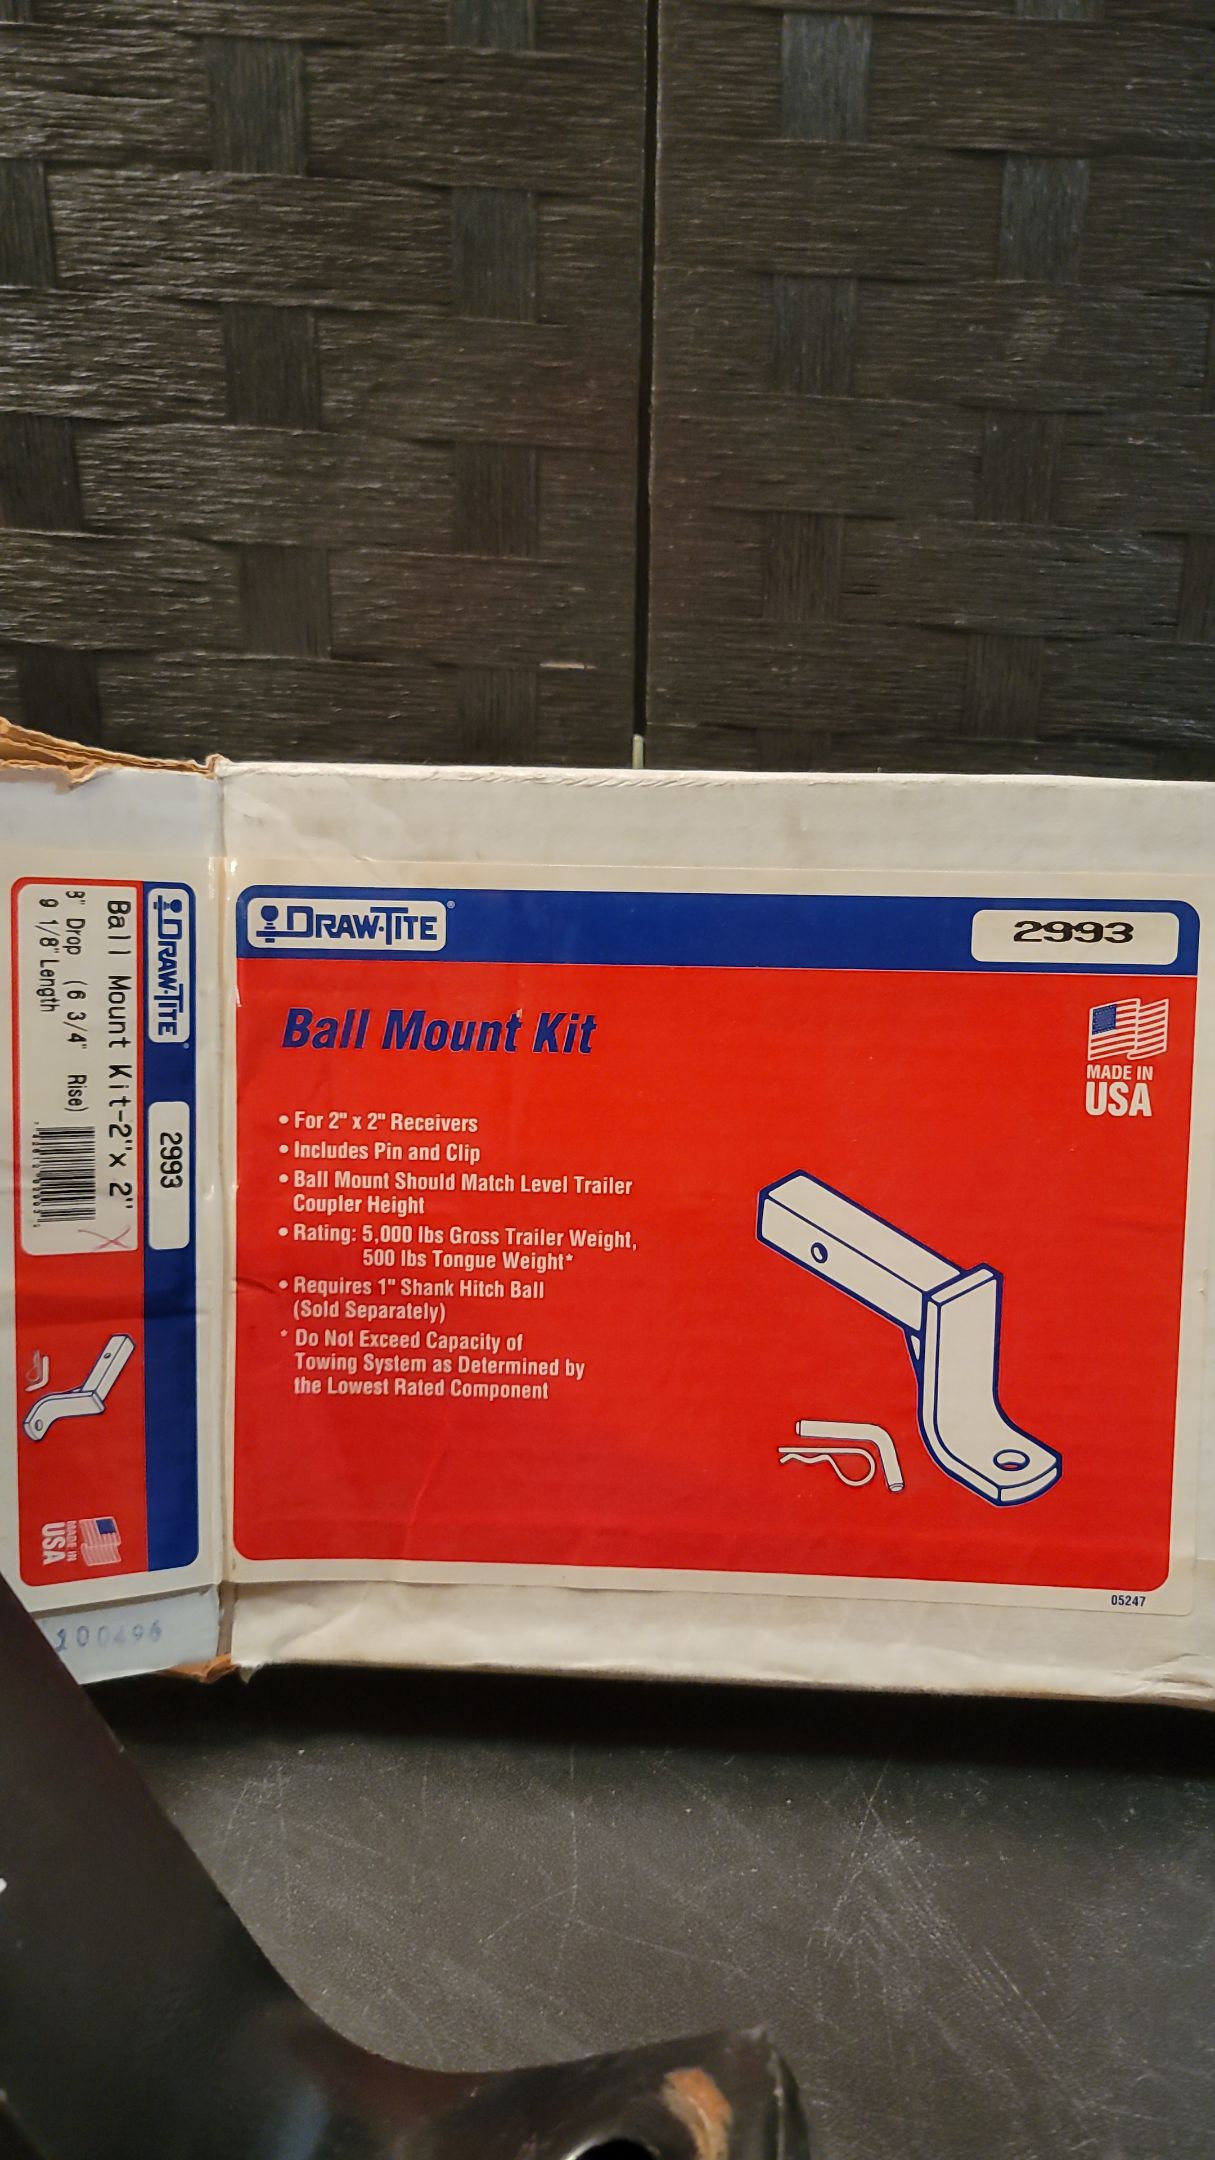 DRAW-TITE®
2993
Ball Mount Kit
MADE IN
USA
• For 2" x 2" Receivers
• Includes Pin and Clip
• Ball Mount Should Match Level Trailer
Coupler Height
• Rating: 5,000 lbs Gross Trailer Weight,
500 lbs Tongue Weight*
• Requires 1" Shank Hitch Ball
(Sold Separately)
* Do Not Exceed Capacity of
Towing System as Determined by
the Lowest Rated Component
05247
DRAW-TITE®
2993
Ball Mount Kit-2"x 2"
Drop (6 3/4" Rise)
9 1/8" Length
MADE IN
USA
100496